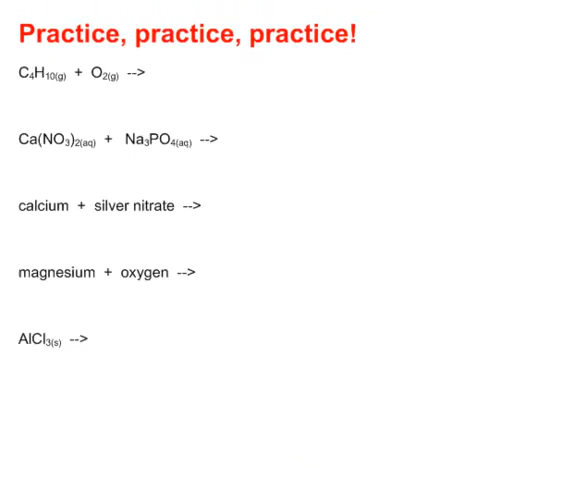 Practice, practice, practice!
C₄H₁₀₍g₎ + O₂₍g₎ -->
Ca(NO₃)₂₍aq₎ + Na₃PO₄₍aq₎ -->
calcium + silver nitrate -->
magnesium + oxygen -->
AlCl₃₍s₎ -->